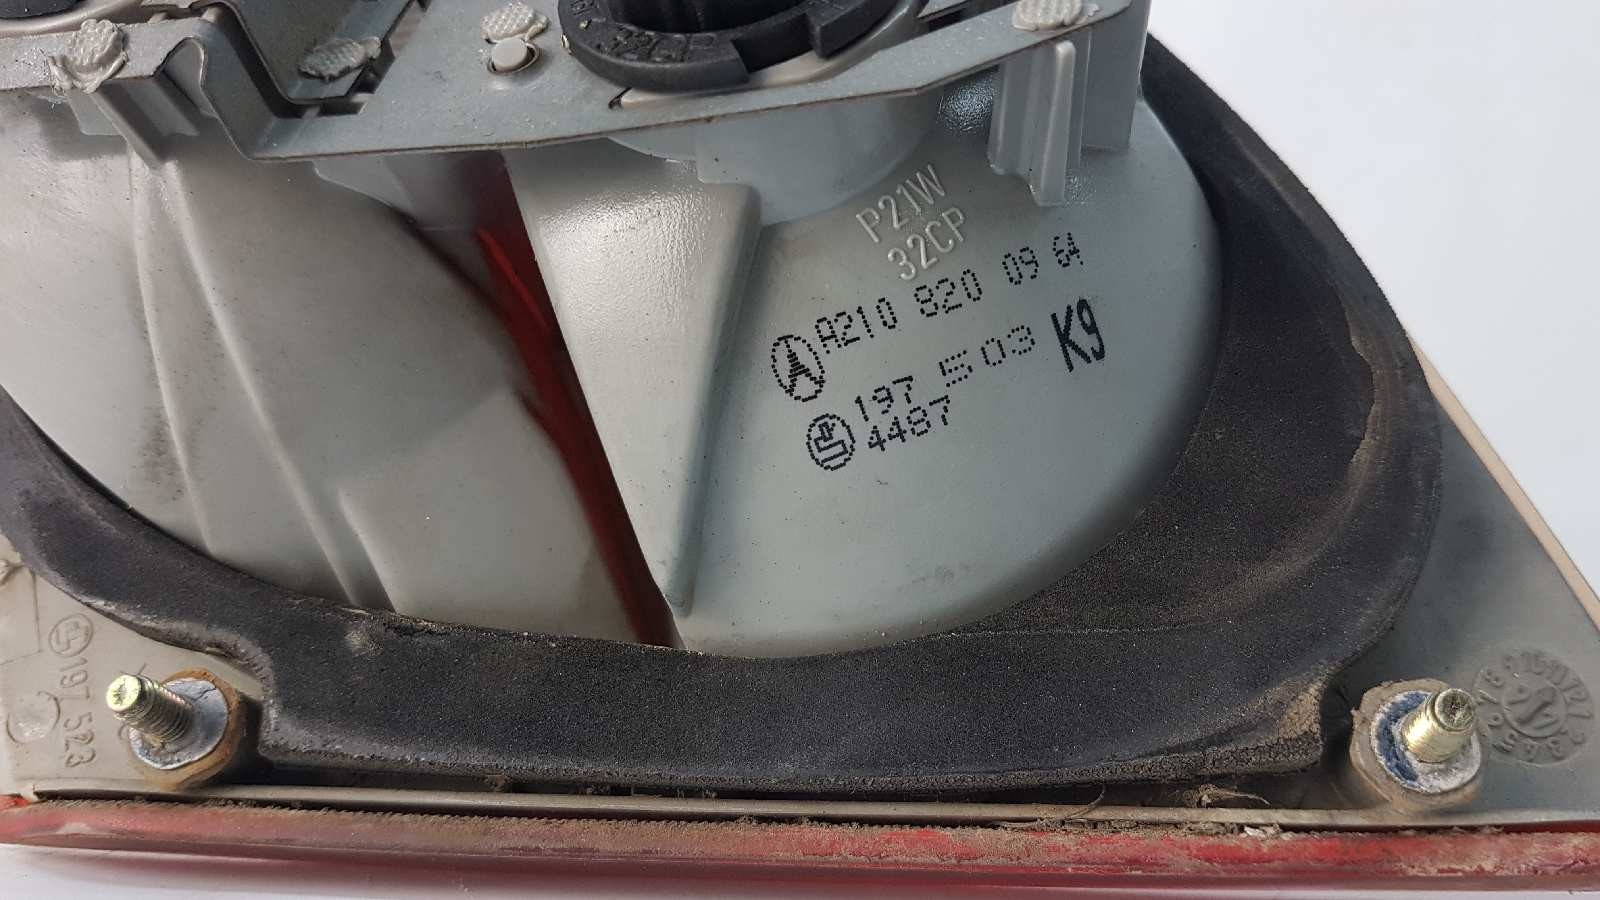 P21W
32CP
A210 820 09 64
197 503 K9
4487
197 523